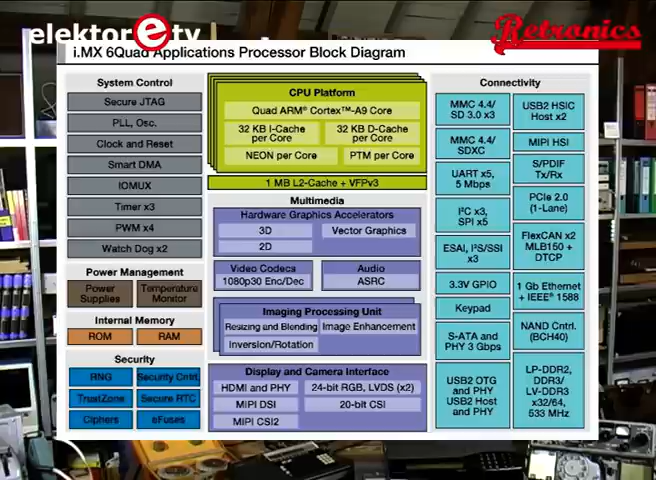 elektor e tv
Retronics
i.MX 6Quad Applications Processor Block Diagram
System Control
Secure JTAG
PLL, Osc.
Clock and Reset
Smart DMA
IOMUX
Timer x3
PWM x4
Watch Dog x2
Power Management
Power
Supplies
Temperature
Monitor
Internal Memory
ROM
RAM
Security
RNG
Security Cntrl.
TrustZone
Secure RTC
Ciphers
eFuses
CPU Platform
Quad ARM® Cortex™-A9 Core
32 KB I-Cache
per Core
32 KB D-Cache
per Core
NEON per Core
PTM per Core
1 MB L2-Cache + VFPv3
Multimedia
Hardware Graphics Accelerators
3D
Vector Graphics
2D
Video Codecs
1080p30 Enc/Dec
Audio
ASRC
Imaging Processing Unit
Resizing and Blending
Image Enhancement
Inversion/Rotation
Display and Camera Interface
HDMI and PHY
24-bit RGB, LVDS (x2)
MIPI DSI
20-bit CSI
MIPI CSI2
Connectivity
MMC 4.4/
SD 3.0 x3
MMC 4.4/
SDXC
UART x5,
5 Mbps
I²C x3,
SPI x5
ESAI, I²S/SSI
x3
3.3V GPIO
Keypad
S-ATA and
PHY 3 Gbps
USB2 OTG
and PHY
USB2 Host
and PHY
USB2 HSIC
Host x2
MIPI HSI
S/PDIF
Tx/Rx
PCIe 2.0
(1-Lane)
FlexCAN x2
MLB150 +
DTCP
1 Gb Ethernet
+ IEEE® 1588
NAND Cntrl.
(BCH40)
LP-DDR2,
DDR3/
LV-DDR3
x32/64,
533 MHz